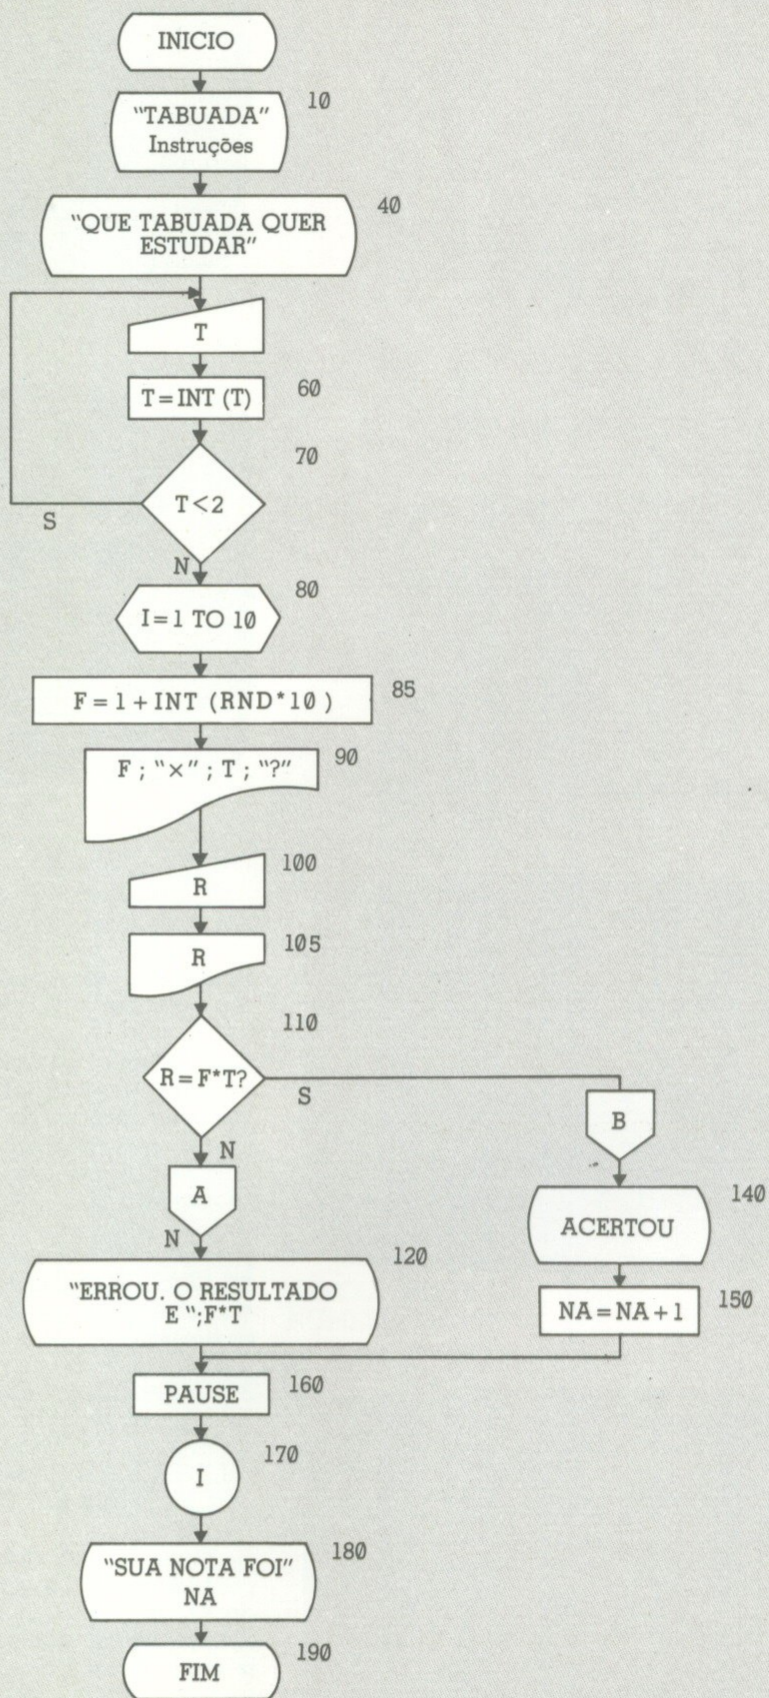 INICIO
10
"TABUADA"
Instruções
40
"QUE TABUADA QUER
ESTUDAR"
T
60
T = INT (T)
70
T < 2
S
N
80
I = 1 TO 10
85
F = 1 + INT (RND*10 )
90
F ; "×" ; T ; "?"
100
R
105
R
110
R = F*T?
S
N
B
A
N
140
ACERTOU
120
"ERROU. O RESULTADO
E ";F*T
150
NA = NA + 1
160
PAUSE
170
I
180
"SUA NOTA FOI"
NA
190
FIM